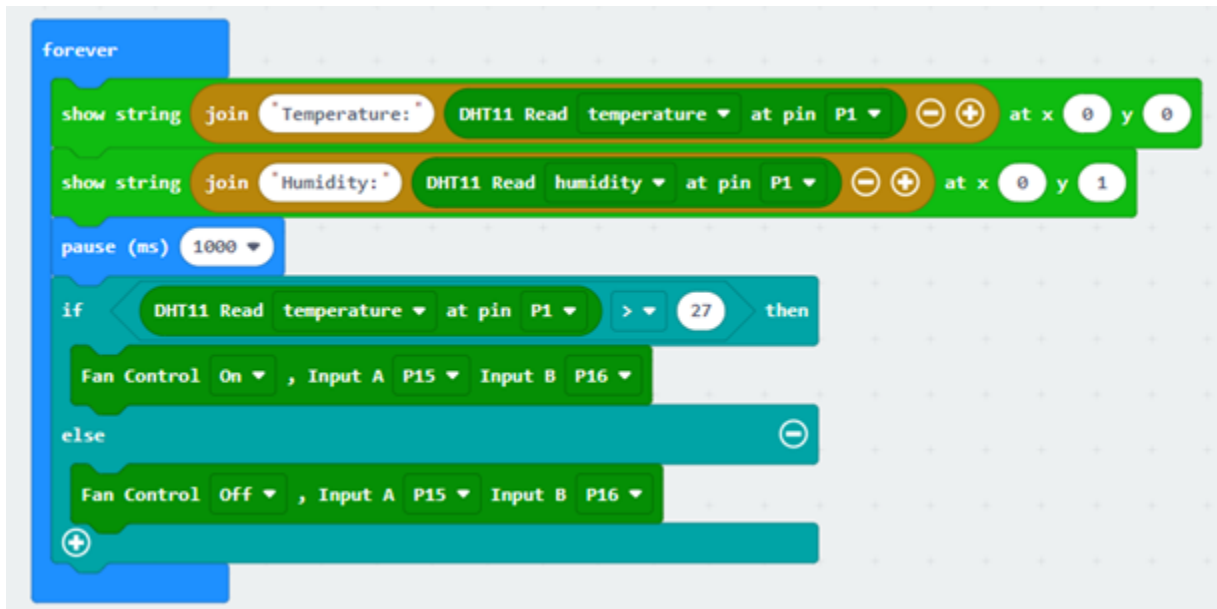 forever
show string join "Temperature:" DHT11 Read temperature at pin P1 at x 0 y 0
show string join "Humidity:" DHT11 Read humidity at pin P1 at x 0 y 1
pause (ms) 1000
if DHT11 Read temperature at pin P1 > 27 then
Fan Control On , Input A P15 Input B P16
else
Fan Control Off , Input A P15 Input B P16